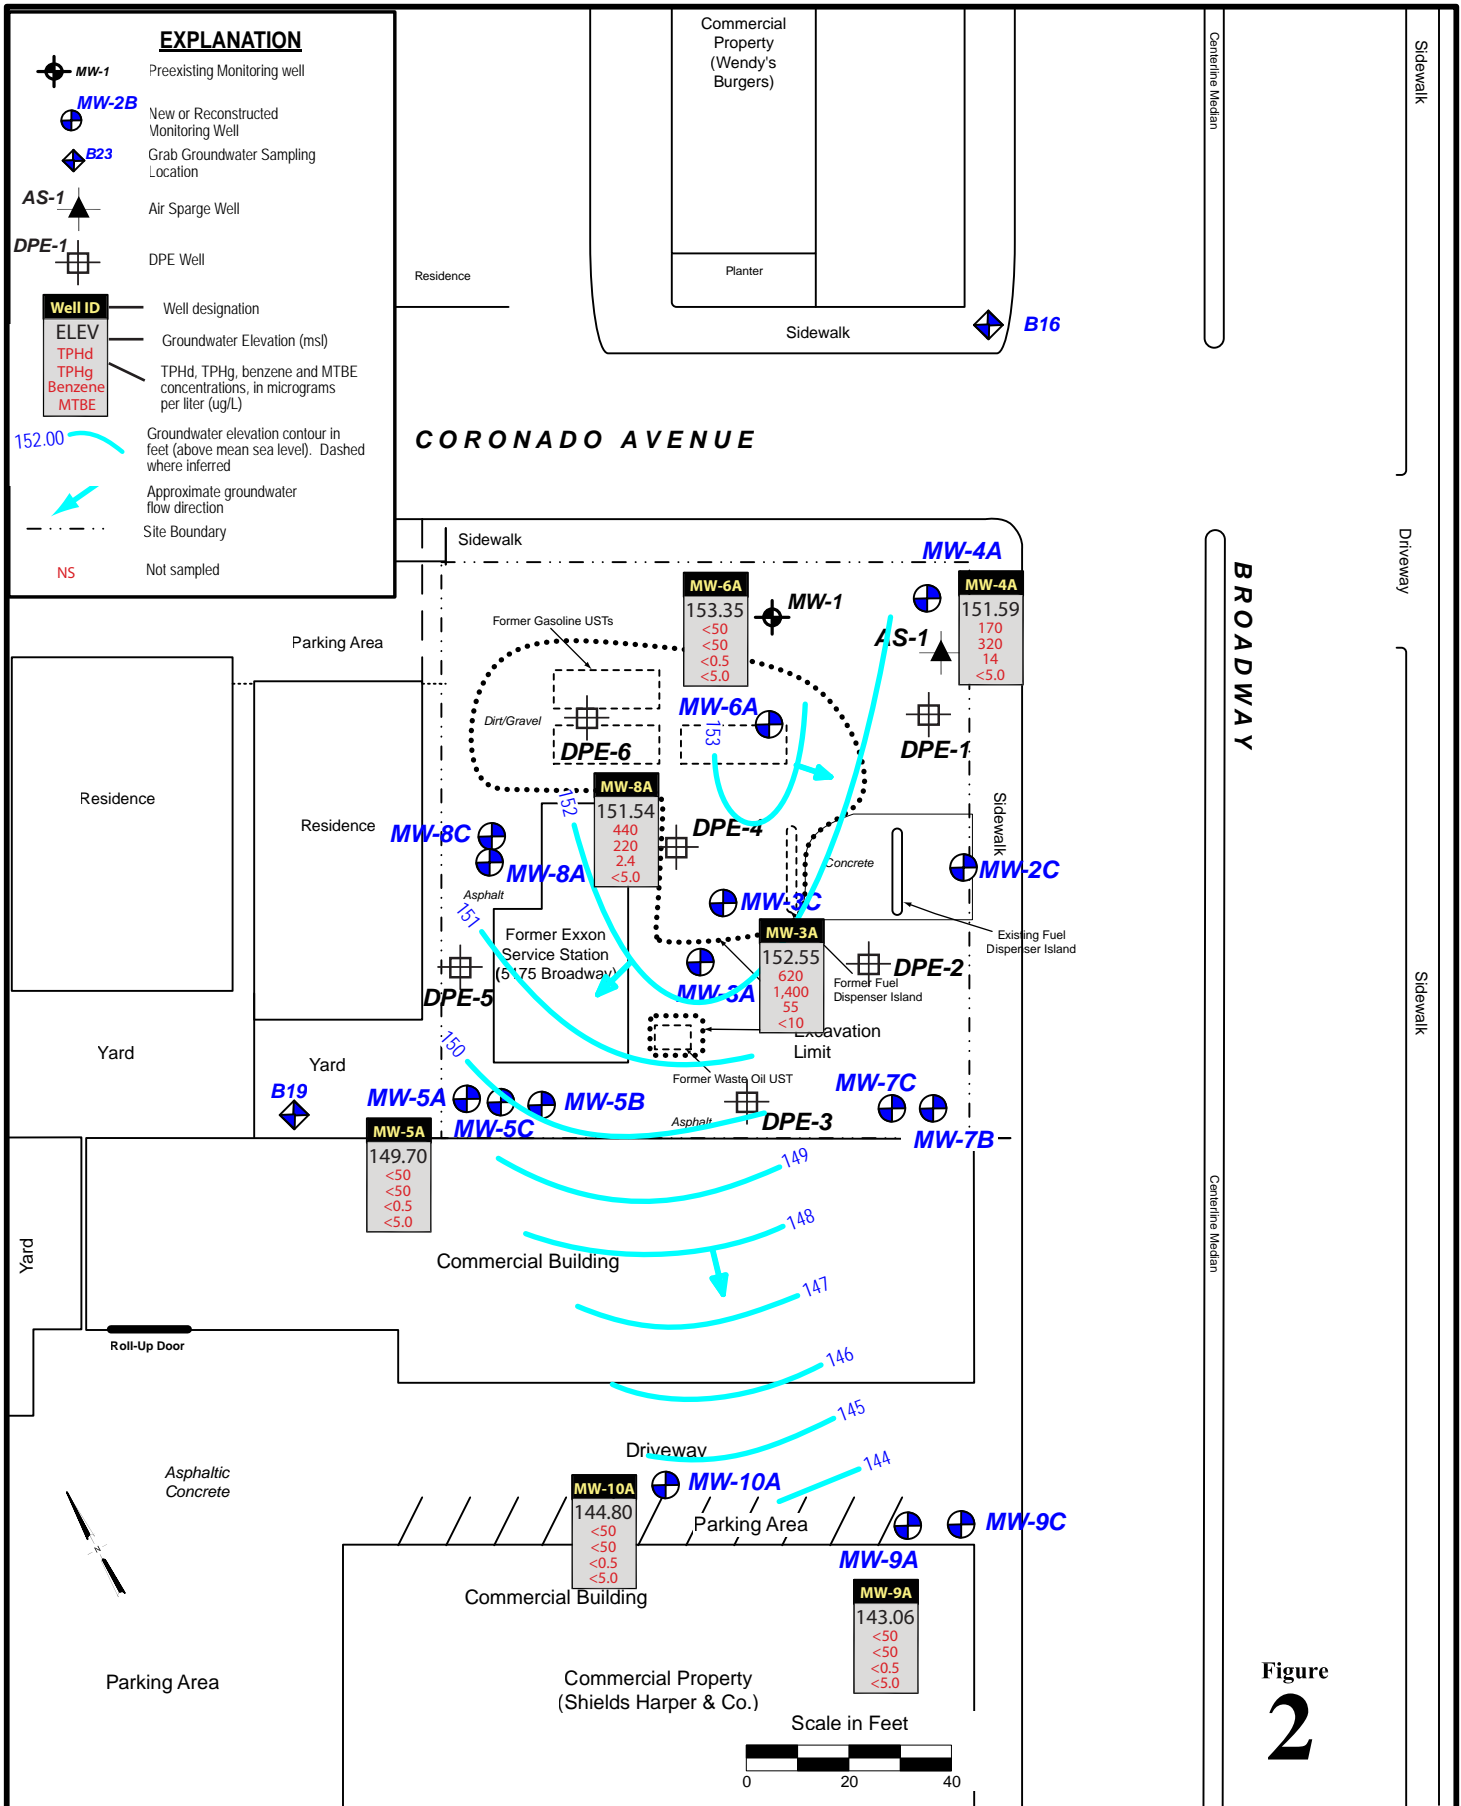 EXPLANATION
MW-1
Preexisting Monitoring well
MW-2B
New or Reconstructed
Monitoring Well
B23
Grab Groundwater Sampling
Location
AS-1
Air Sparge Well
DPE-1
DPE Well
Well ID
Well designation
ELEV
Groundwater Elevation (msl)
TPHd
TPHg
Benzene
MTBE
TPHd, TPHg, benzene and MTBE
concentrations, in micrograms
per liter (ug/L)
152.00
Groundwater elevation contour in
feet (above mean sea level). Dashed
where inferred
Approximate groundwater
flow direction
Site Boundary
NS
Not sampled
Commercial
Property
(Wendy's
Burgers)
Planter
Residence
Sidewalk
B16
Centerline Median
Sidewalk
CORONADO AVENUE
Driveway
BROADWAY
Sidewalk
MW-4A
MW-4A
151.59
170
320
14
<5.0
MW-6A
153.35
<50
<50
<0.5
<5.0
MW-1
AS-1
Former Gasoline USTs
Parking Area
Dirt/Gravel
MW-6A
153
DPE-6
DPE-1
Residence
Residence
MW-8A
151.54
440
220
2.4
<5.0
152
DPE-4
MW-8C
MW-8A
Asphalt
Concrete
Sidewalk
MW-2C
MW-3C
151
Former Exxon
Service Station
(5175 Broadway)
MW-3A
152.55
620
1,400
55
<10
Existing Fuel
Dispenser Island
DPE-2
Former Fuel
Dispenser Island
MW-3A
DPE-5
Sidewalk
Excavation
Limit
150
Yard
Yard
Former Waste Oil UST
B19
MW-5A
MW-5B
MW-5C
MW-7C
MW-7B
Asphalt
DPE-3
MW-5A
149.70
<50
<50
<0.5
<5.0
149
148
Yard
Commercial Building
147
Centerline Median
Roll-Up Door
146
145
Driveway
144
Asphaltic
Concrete
MW-10A
MW-10A
144.80
<50
<50
<0.5
<5.0
Parking Area
MW-9C
MW-9A
N
Commercial Building
MW-9A
143.06
<50
<50
<0.5
<5.0
Parking Area
Commercial Property
(Shields Harper & Co.)
Scale in Feet
0
20
40
Figure
2